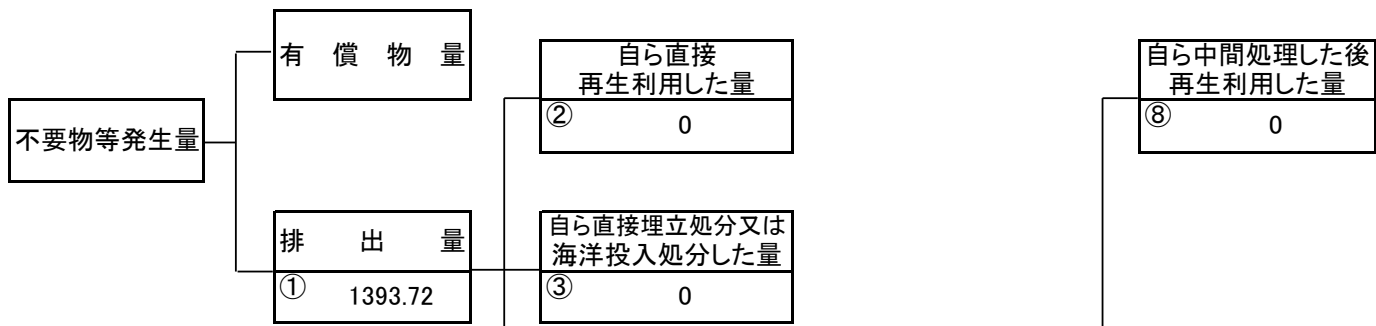 有償物量
自ら直接
再生利用した量
② 0
自ら中間処理した後
再生利用した量
⑧ 0
不要物等発生量
排出量
① 1393.72
自ら直接埋立処分又は
海洋投入処分した量
③ 0